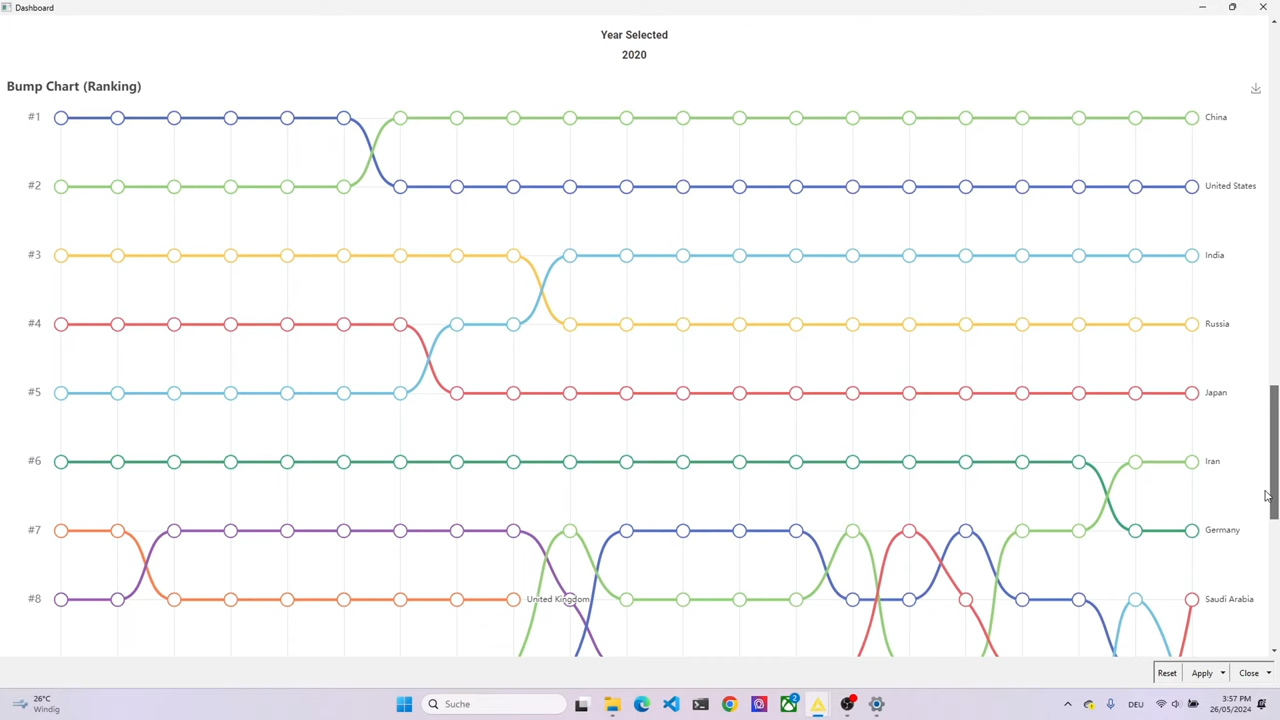 Dashboard
Year Selected
2020
Bump Chart (Ranking)
#1
China
#2
United States
#3
India
#4
Russia
#5
Japan
#6
Iran
#7
Germany
#8
United Kingdom
Saudi Arabia
Reset
Apply
Close
26°C
Windig
Suche
2
DEU
3:57 PM
26/05/2024